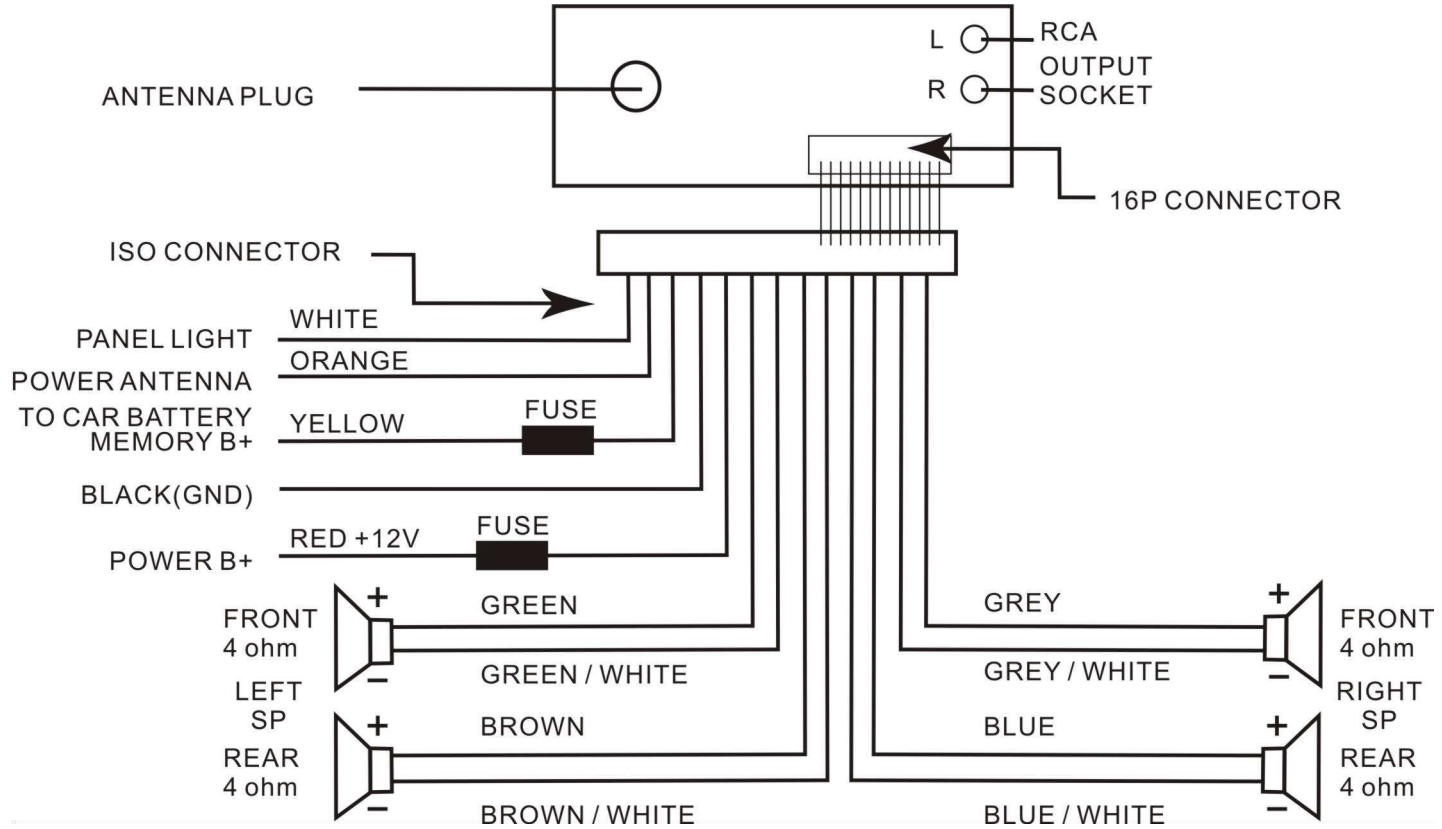 L
RCA
OUTPUT
R
SOCKET
ANTENNA PLUG
16P CONNECTOR
ISO CONNECTOR
WHITE
PANEL LIGHT
ORANGE
POWER ANTENNA
TO CAR BATTERY
MEMORY B+
YELLOW
FUSE
BLACK(GND)
RED +12V
FUSE
POWER B+
FRONT
4 ohm
+
−
GREEN
GREEN / WHITE
LEFT
SP
REAR
4 ohm
+
−
BROWN
BROWN / WHITE
GREY
GREY / WHITE
+
−
FRONT
4 ohm
RIGHT
SP
BLUE
BLUE / WHITE
+
−
REAR
4 ohm